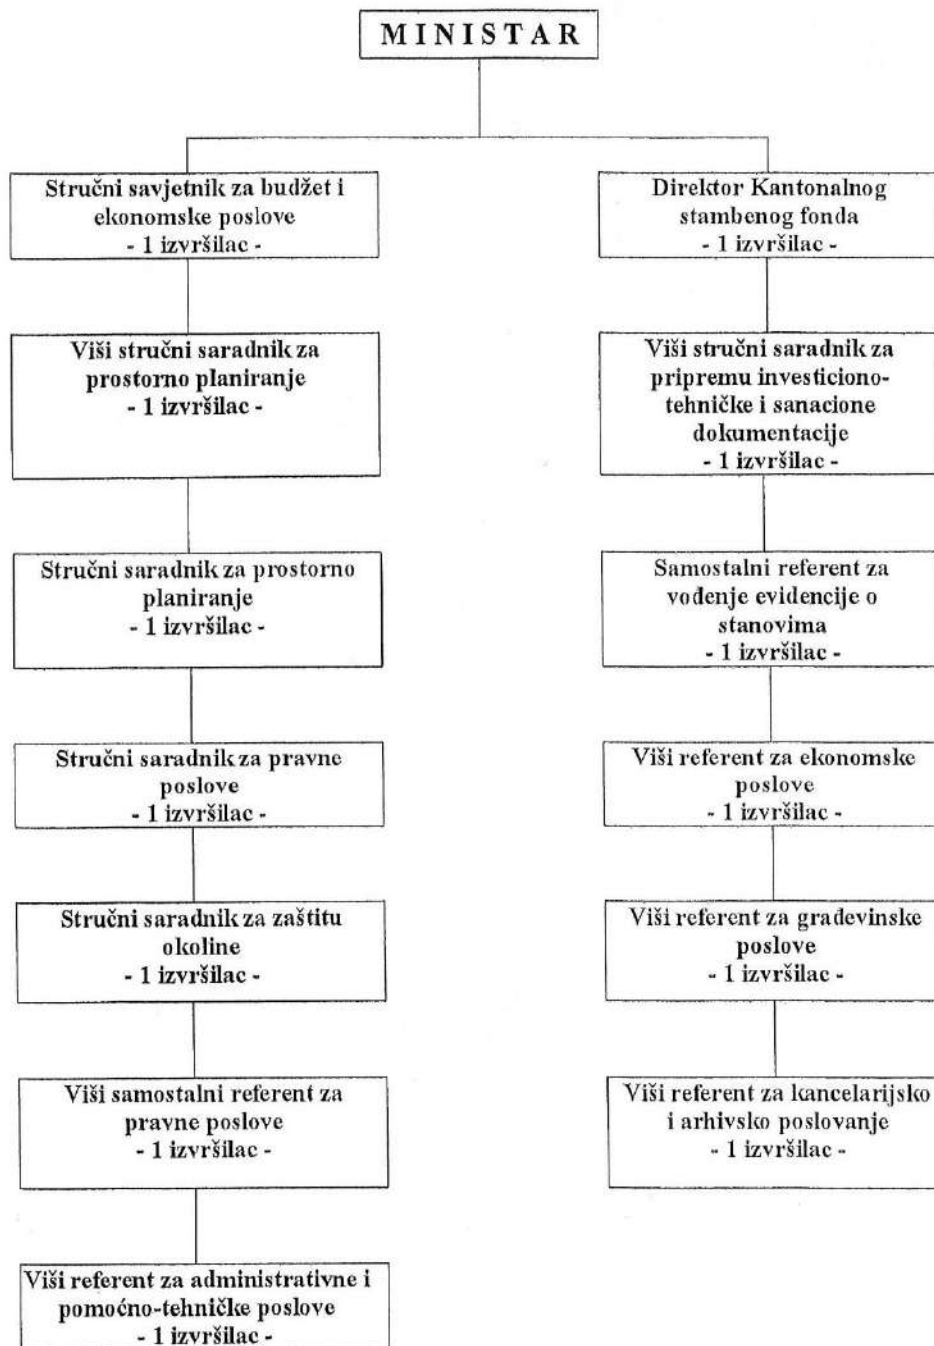 MINISTAR
Stručni savjetnik za budžet i
ekonomske poslove
- 1 izvršilac -
Viši stručni saradnik za
prostorno planiranje
- 1 izvršilac -
Stručni saradnik za prostorno
planiranje
- 1 izvršilac -
Stručni saradnik za pravne
poslove
- 1 izvršilac -
Stručni saradnik za zaštitu
okoline
- 1 izvršilac -
Viši samostalni referent za
pravne poslove
- 1 izvršilac -
Viši referent za administrativne i
pomoćno-tehničke poslove
- 1 izvršilac -
Direktor Kantonalnog
stambenog fonda
- 1 izvršilac -
Viši stručni saradnik za
pripremu investiciono-
tehničke i sanacione
dokumentacije
- 1 izvršilac -
Samostalni referent za
vođenje evidencije o
stanovima
- 1 izvršilac -
Viši referent za ekonomske
poslove
- 1 izvršilac -
Viši referent za građevinske
poslove
- 1 izvršilac -
Viši referent za kancelarijsko
i arhivsko poslovanje
- 1 izvršilac -